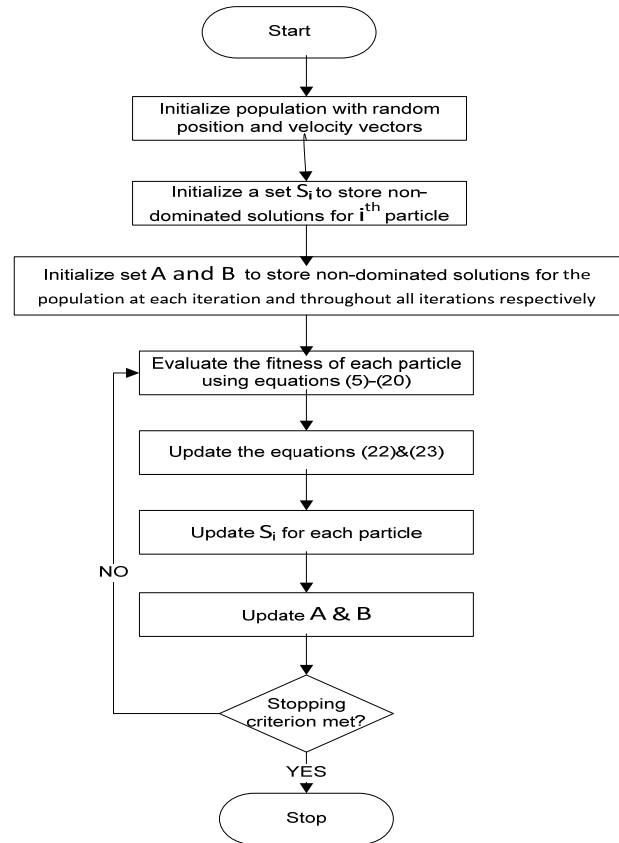 Start
Initialize population with random
position and velocity vectors
Initialize a set Si to store non-
dominated solutions for ith particle
Initialize set A and B to store non-dominated solutions for the
population at each iteration and throughout all iterations respectively
Evaluate the fitness of each particle
using equations (5)-(20)
Update the equations (22)&(23)
Update Si for each particle
NO
Update A & B
Stopping
criterion met?
YES
Stop